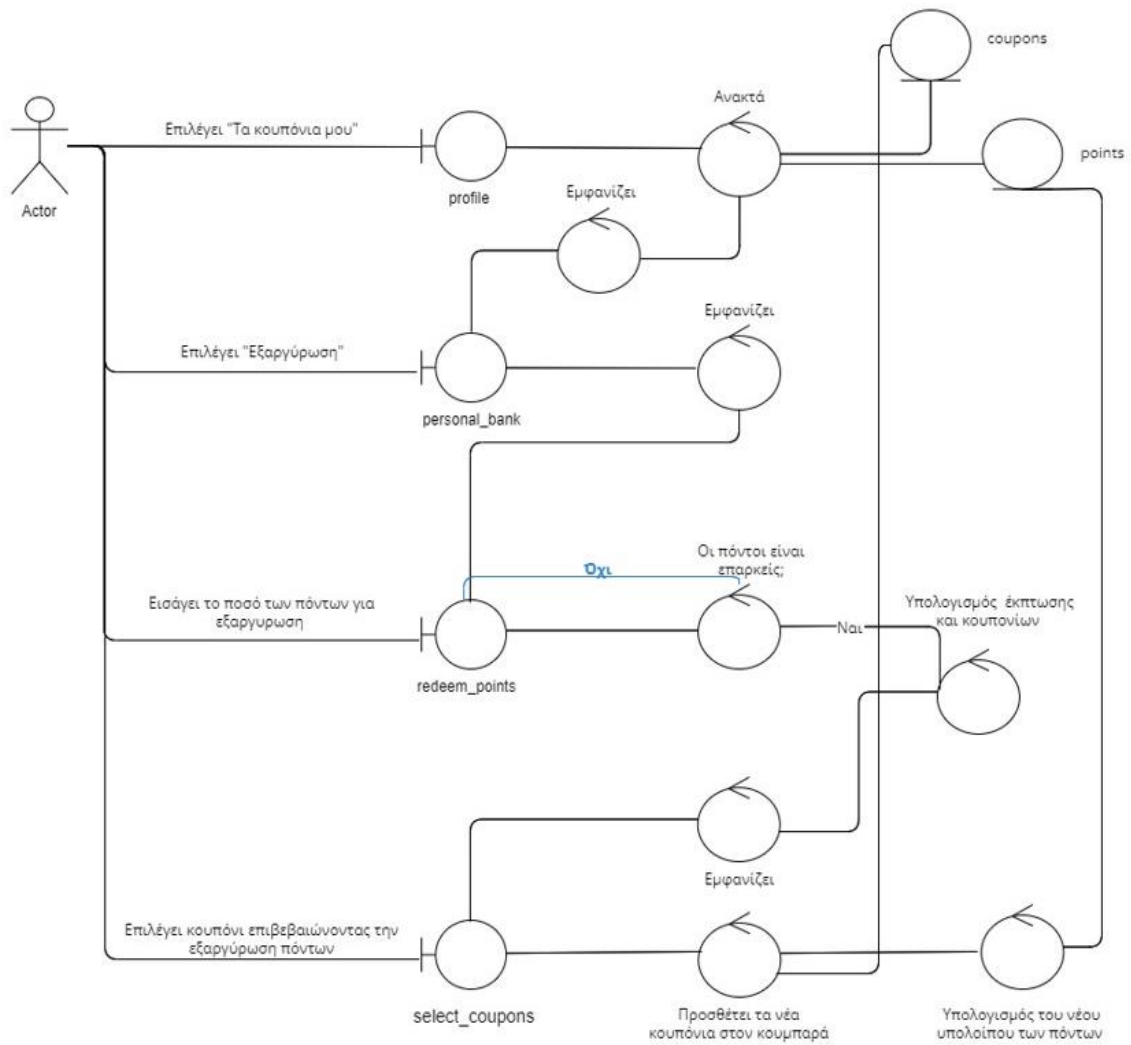 coupons
Ανακτά
Επιλέγει "Τα κουπόνια μου"
points
profile
Εμφανίζει
Actor
Εμφανίζει
Επιλέγει "Εξαργύρωση"
personal_bank
Οι πόντοι είναι
επαρκείς;
Όχι
Εισάγει το ποσό των πόντων για
εξαργυρωση
Υπολογισμός έκπτωσης
και κουπονίων
Ναι
redeem_points
Εμφανίζει
Επιλέγει κουπόνι επιβεβαιώνοντας την
εξαργύρωση πόντων
select_coupons
Προσθέτει τα νέα
κουπόνια στον κουμπαρά
Υπολογισμός του νέου
υπολοίπου των πόντων